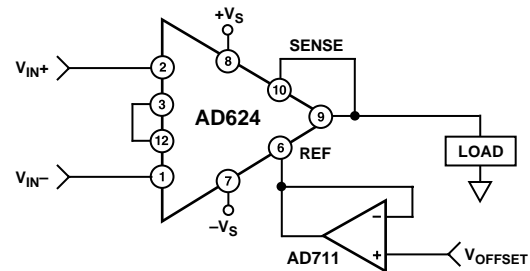 +VS
SENSE
VIN+
2
8
10
3
AD624
9
12
6
REF
LOAD
VIN–
1
7
–VS
–
AD711
+
VOFFSET